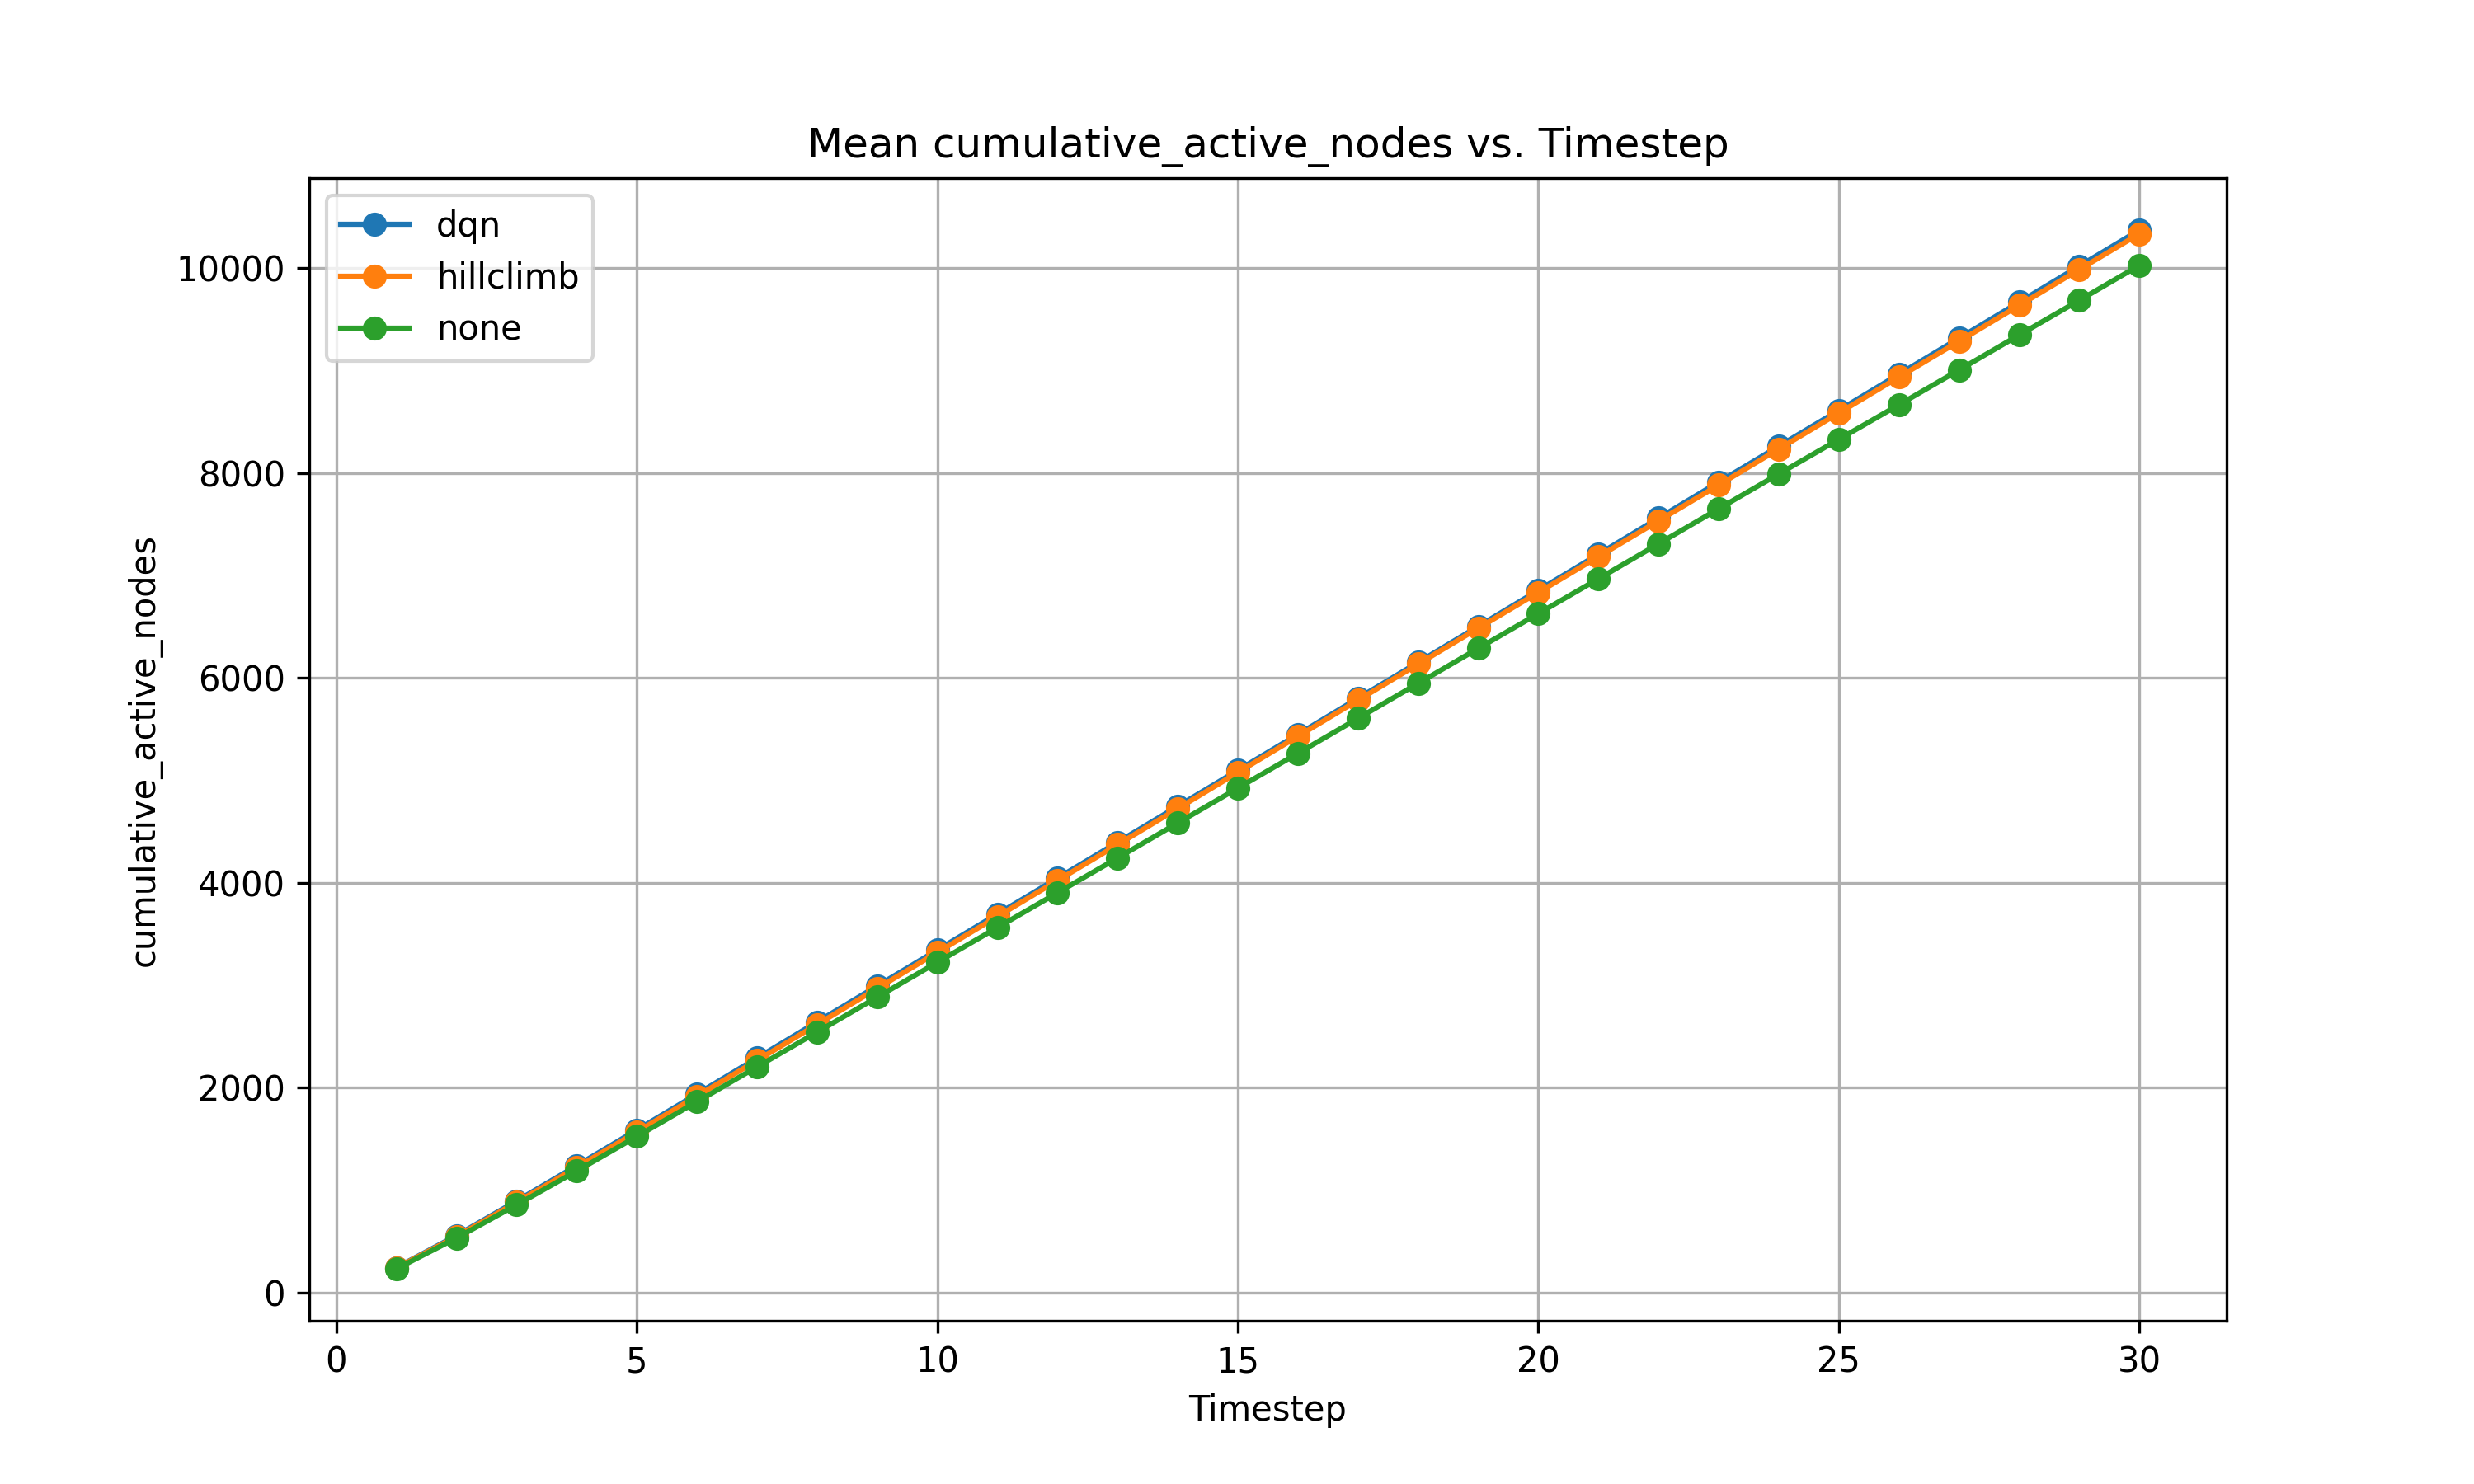 Mean cumulative_active_nodes vs. Timestep
dqn
hillclimb
none
10000
8000
6000
4000
2000
0
cumulative_active_nodes
0 5 10 15 20 25 30
Timestep